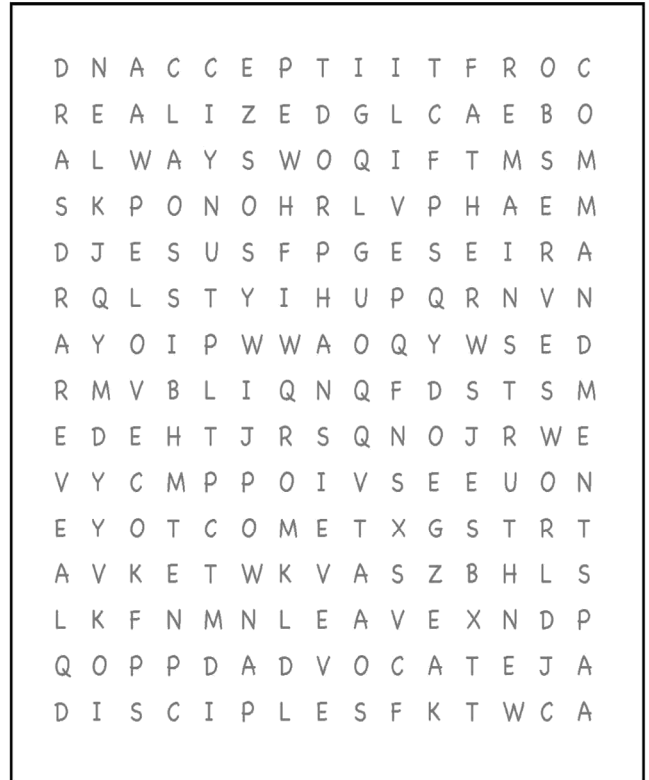 D N A C C E P T I I T F R O C
R E A L I Z E D G L C A E B O
A L W A Y S W O Q I F T M S M
S K P O N O H R L V P H A E M
D J E S U S F P G E S E I R A
R Q L S T Y I H U P Q R N V N
A Y O I P W W A O Q Y W S E D
R M V B L I Q N Q F D S T S M
E D E H T J R S Q N O J R W E
V Y C M P P O I V S E E U O N
E Y O T C O M E T X G S T R T
A V K E T W K V A S Z B H L S
L K F N M N L E A V E X N D P
Q O P P D A D V O C A T E J A
D I S C I P L E S F K T W C A